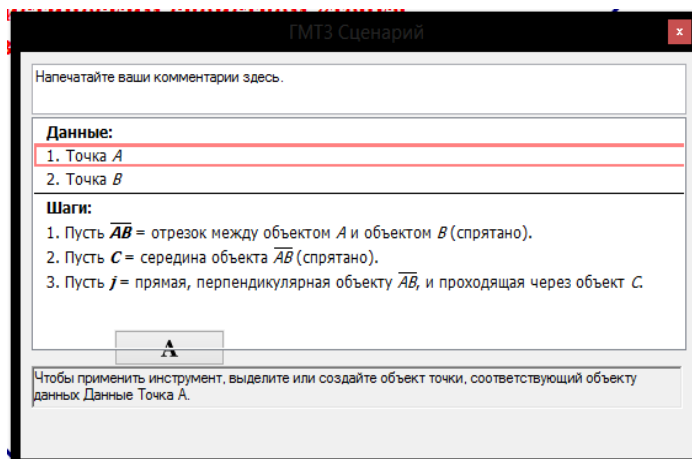 ГМТ3 Сценарий
x
Напечатайте ваши комментарии здесь.
Данные:
1. Точка A
2. Точка B
Шаги:
1. Пусть AB = отрезок между объектом A и объектом B (спрятано).
2. Пусть C = середина объекта AB (спрятано).
3. Пусть j = прямая, перпендикулярная объекту AB, и проходящая через объект C.
A
Чтобы применить инструмент, выделите или создайте объект точки, соответствующий объекту
данных Данные Точка A.